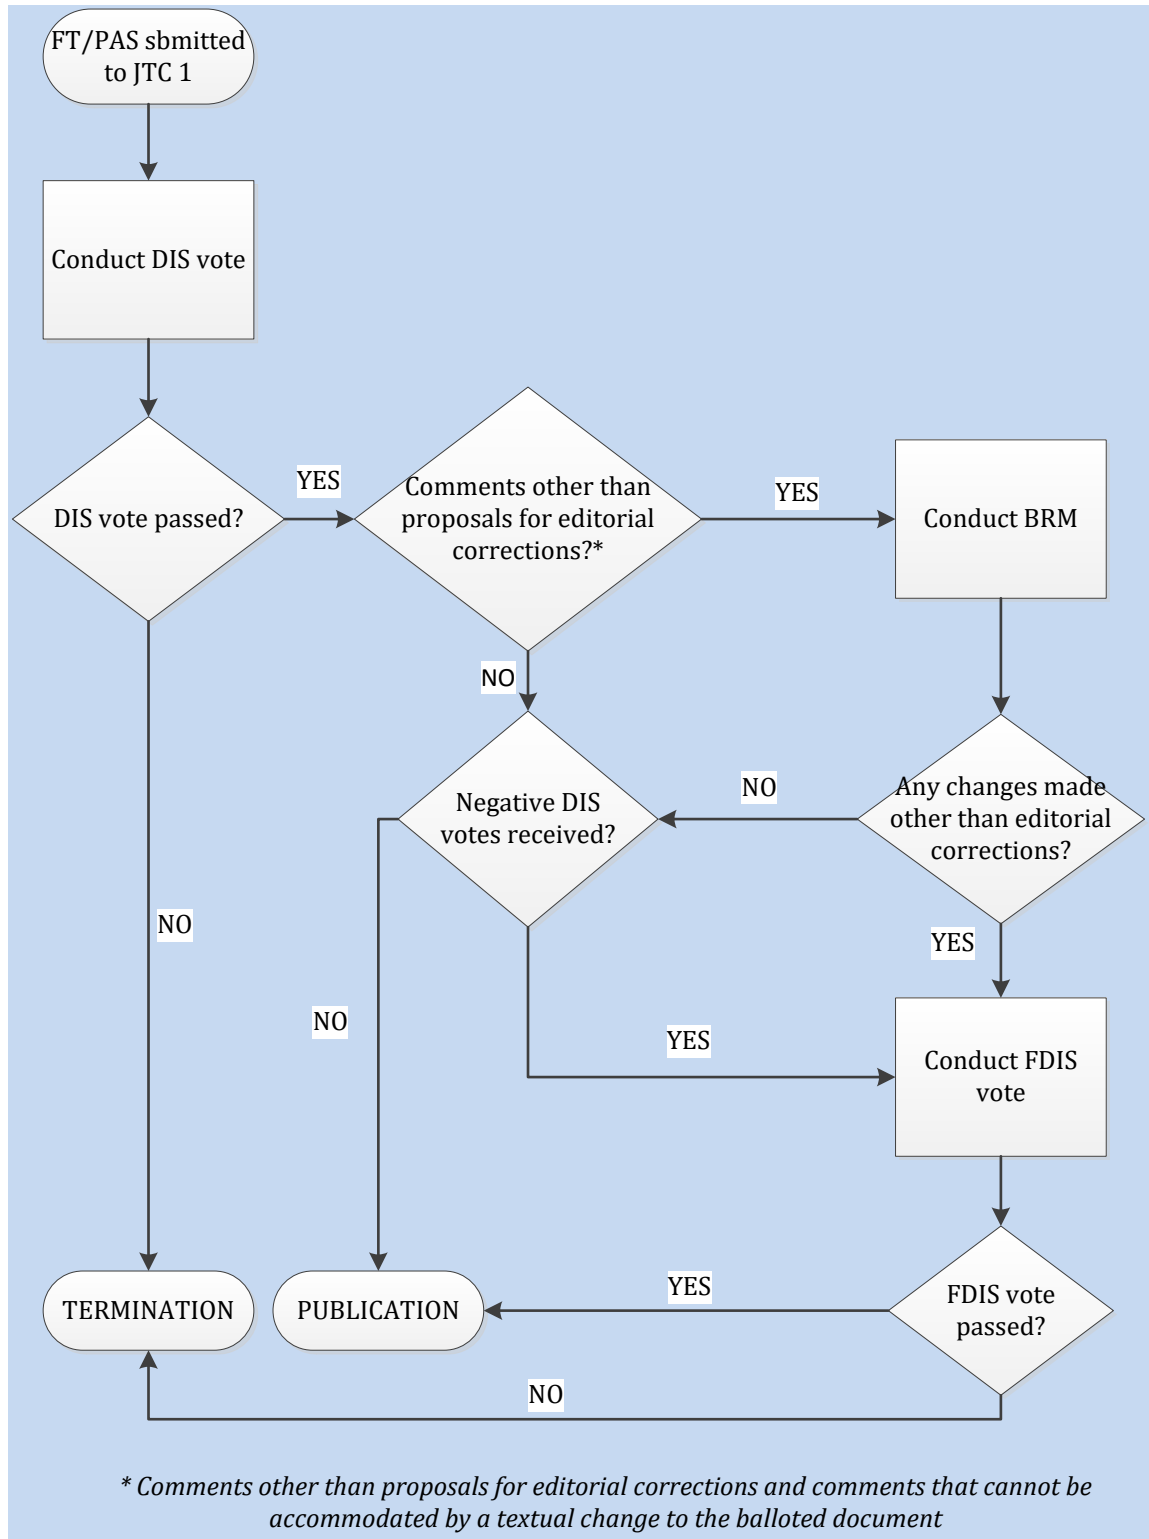 FT/PAS sbmitted
to JTC 1
Conduct DIS vote
DIS vote passed?
YES
Comments other than
proposals for editorial
corrections?*
YES
Conduct BRM
NO
Negative DIS
votes received?
NO
Any changes made
other than editorial
corrections?
NO
YES
NO
YES
Conduct FDIS
vote
TERMINATION
PUBLICATION
YES
FDIS vote
passed?
NO
* Comments other than proposals for editorial corrections and comments that cannot be
accommodated by a textual change to the balloted document